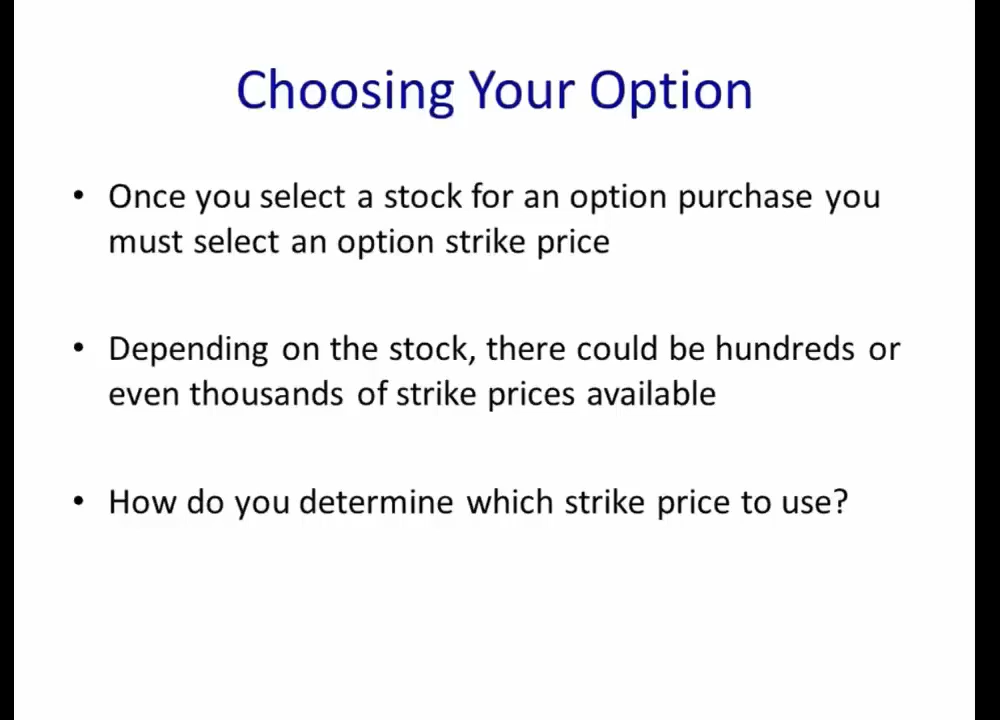 Choosing Your Option
• Once you select a stock for an option purchase you
must select an option strike price
• Depending on the stock, there could be hundreds or
even thousands of strike prices available
• How do you determine which strike price to use?